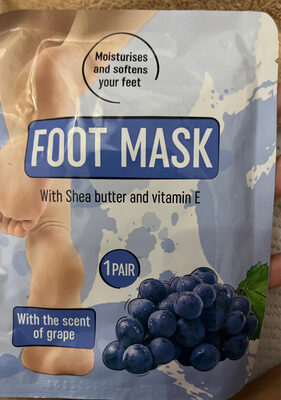 Moisturises
and softens
your feet
FOOT MASK
With Shea butter and vitamin E
1 PAIR
With the scent
of grape